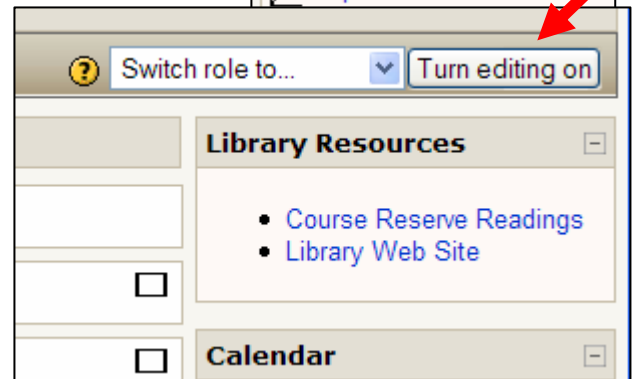 Switch role to... Turn editing on
Library Resources
Course Reserve Readings
Library Web Site
Calendar